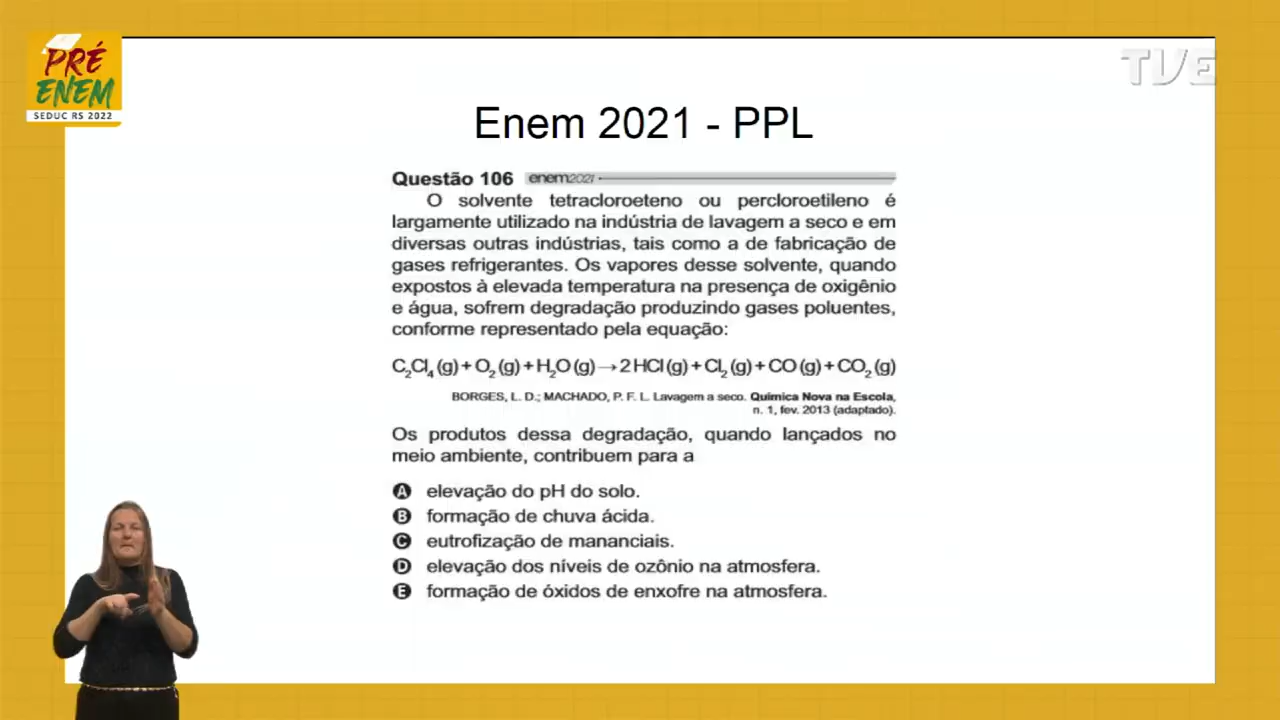 PRÉ
ENEM
SEDUC RS 2022
TVE
Enem 2021 - PPL
Questão 106 enem2021
O solvente tetracloroeteno ou percloroetileno é
largamente utilizado na indústria de lavagem a seco e em
diversas outras indústrias, tais como a de fabricação de
gases refrigerantes. Os vapores desse solvente, quando
expostos à elevada temperatura na presença de oxigênio
e água, sofrem degradação produzindo gases poluentes,
conforme representado pela equação:
C₂Cl₄ (g) + O₂ (g) + H₂O (g) → 2 HCl (g) + Cl₂ (g) + CO (g) + CO₂ (g)
BORGES, L. D.; MACHADO, P. F. L. Lavagem a seco. Química Nova na Escola,
n. 1, fev. 2013 (adaptado).
Os produtos dessa degradação, quando lançados no
meio ambiente, contribuem para a
A elevação do pH do solo.
B formação de chuva ácida.
C eutrofização de mananciais.
D elevação dos níveis de ozônio na atmosfera.
E formação de óxidos de enxofre na atmosfera.